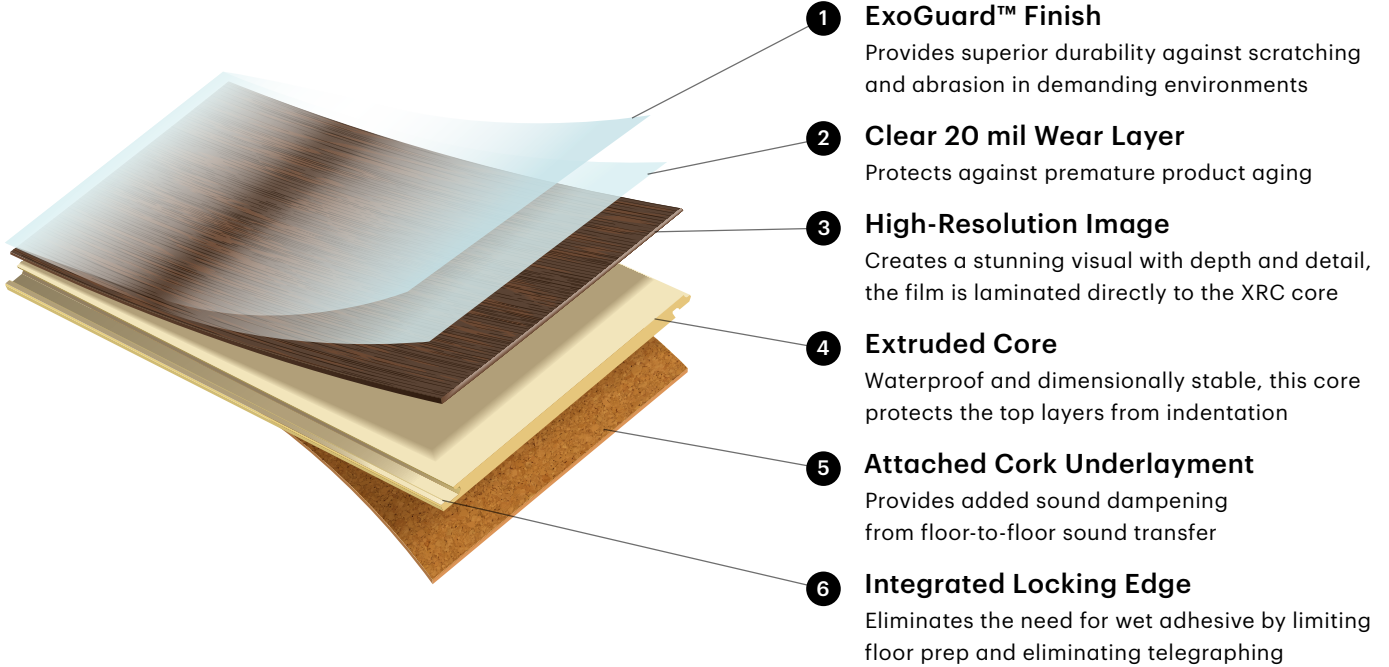 1 ExoGuard™ Finish
Provides superior durability against scratching
and abrasion in demanding environments
2 Clear 20 mil Wear Layer
Protects against premature product aging
3 High-Resolution Image
Creates a stunning visual with depth and detail,
the film is laminated directly to the XRC core
4 Extruded Core
Waterproof and dimensionally stable, this core
protects the top layers from indentation
5 Attached Cork Underlayment
Provides added sound dampening
from floor-to-floor sound transfer
6 Integrated Locking Edge
Eliminates the need for wet adhesive by limiting
floor prep and eliminating telegraphing